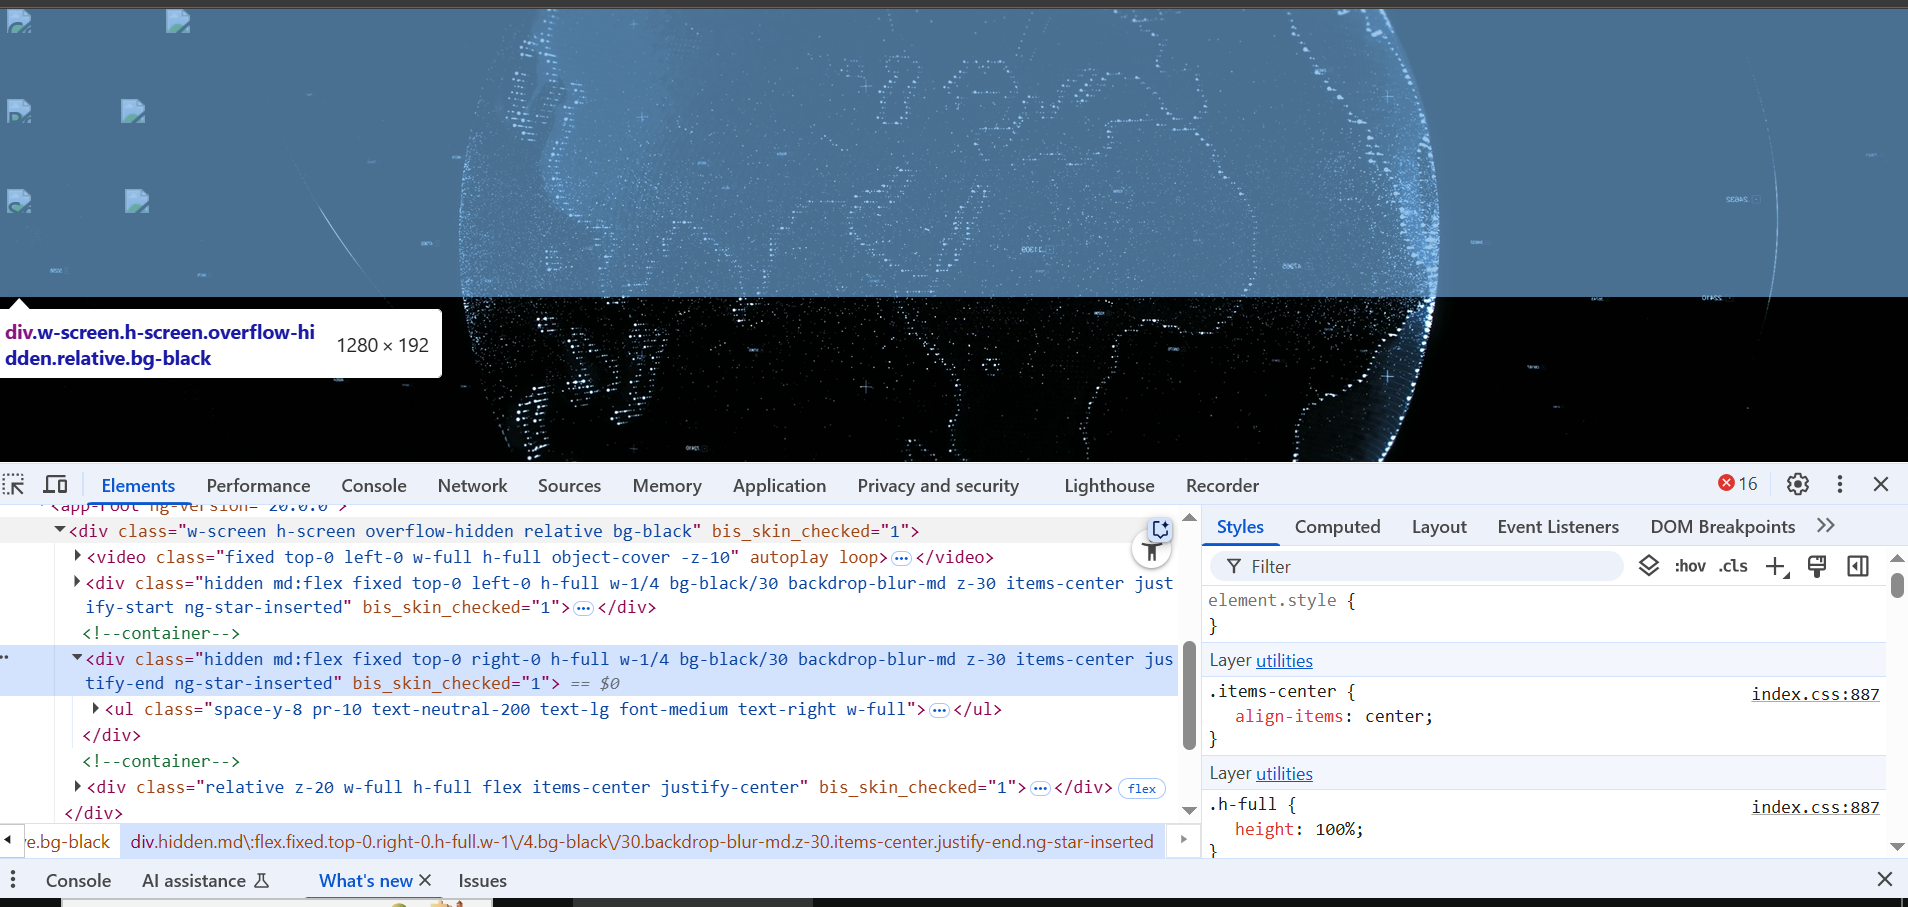 11309
24632
47965
22410
div.w-screen.h-screen.overflow-hi
dden.relative.bg-black
1280 × 192
Elements Performance Console Network Sources Memory Application Privacy and security Lighthouse Recorder 16
<app-root ng-version="20.0.0">
<div class="w-screen h-screen overflow-hidden relative bg-black" bis_skin_checked="1">
<video class="fixed top-0 left-0 w-full h-full object-cover -z-10" autoplay loop>…</video>
<div class="hidden md:flex fixed top-0 left-0 h-full w-1/4 bg-black/30 backdrop-blur-md z-30 items-center just
ify-start ng-star-inserted" bis_skin_checked="1">…</div>
<!--container-->
<div class="hidden md:flex fixed top-0 right-0 h-full w-1/4 bg-black/30 backdrop-blur-md z-30 items-center jus
tify-end ng-star-inserted" bis_skin_checked="1"> == $0
<ul class="space-y-8 pr-10 text-neutral-200 text-lg font-medium text-right w-full">…</ul>
</div>
<!--container-->
<div class="relative z-20 w-full h-full flex items-center justify-center" bis_skin_checked="1">…</div> flex
</div>
e.bg-black div.hidden.md\:flex.fixed.top-0.right-0.h-full.w-1\/4.bg-black\/30.backdrop-blur-md.z-30.items-center.justify-end.ng-star-inserted
Styles Computed Layout Event Listeners DOM Breakpoints
Filter :hov .cls
element.style {
}
Layer utilities
.items-center { index.css:887
align-items: center;
}
Layer utilities
.h-full { index.css:887
height: 100%;
}
Console AI assistance What's new Issues